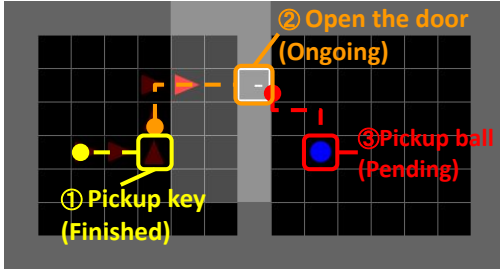 ② Open the door
(Ongoing)
③Pickup ball
(Pending)
① Pickup key
(Finished)